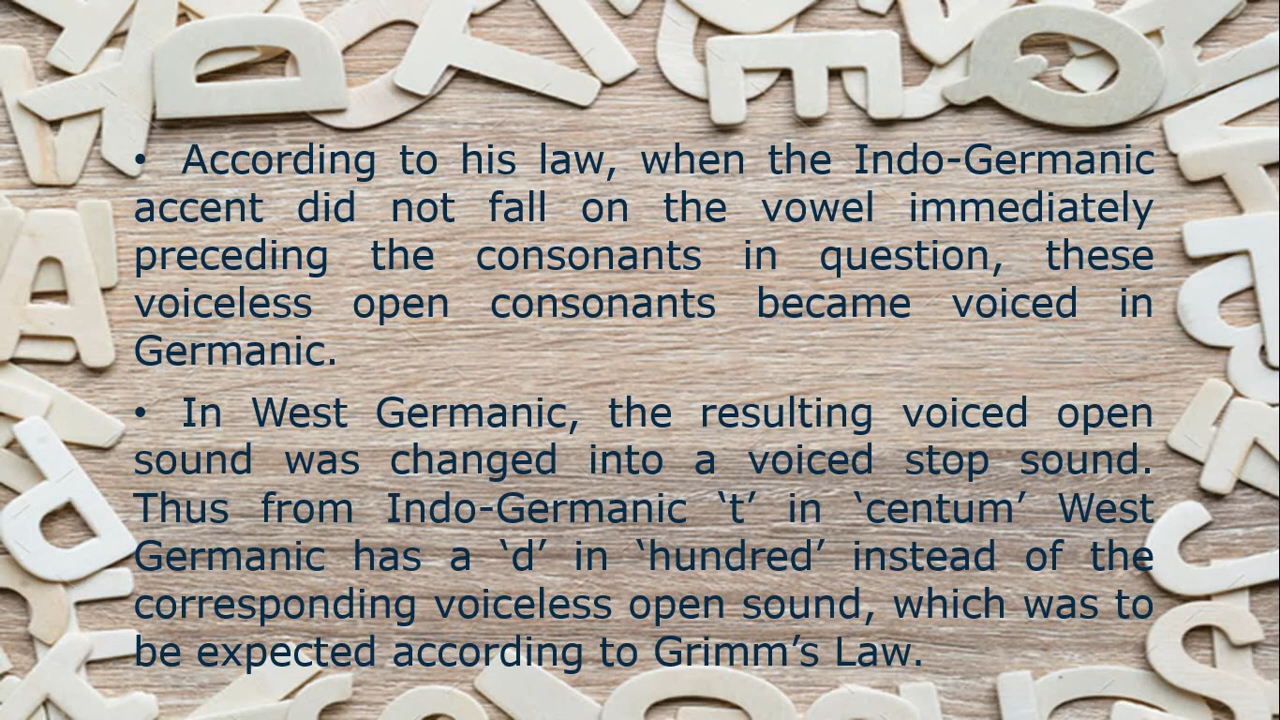 • According to his law, when the Indo-Germanic
accent did not fall on the vowel immediately
preceding the consonants in question, these
voiceless open consonants became voiced in
Germanic.
• In West Germanic, the resulting voiced open
sound was changed into a voiced stop sound.
Thus from Indo-Germanic ‘t’ in ‘centum’ West
Germanic has a ‘d’ in ‘hundred’ instead of the
corresponding voiceless open sound, which was to
be expected according to Grimm’s Law.